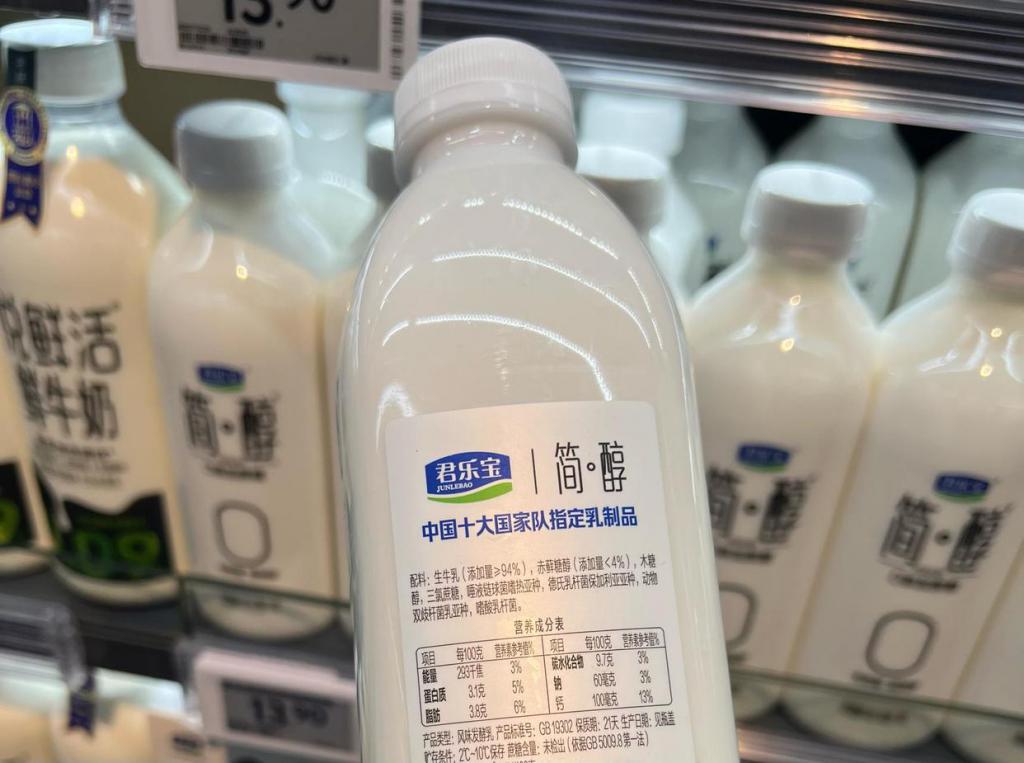 君乐宝
JUNLEBAO
简·醇
中国十大国家队指定乳制品
配料：生牛乳（添加量≥94%），赤藓糖醇（添加量<4%），木糖
醇，三氯蔗糖，唾液链球菌嗜热亚种，德氏乳杆菌保加利亚亚种，动物
双歧杆菌乳亚种，嗜酸乳杆菌。
营养成分表
项目 每100克 营养素参考值% 项目 每100克 营养素参考值%
能量 293千焦 3% 碳水化合物 9.7克 3%
蛋白质 3.1克 5% 钠 60毫克 3%
脂肪 3.8克 6% 钙 100毫克 13%
产品类型：风味发酵乳 产品标准号：GB 19302 保质期：21天 生产日期：见瓶盖
贮存条件：2℃-10℃保存 蔗糖含量：未检出（依据GB 5009.8 第一法）
悦鲜活
鲜牛奶
简·醇
简·醇
简·醇
13.90